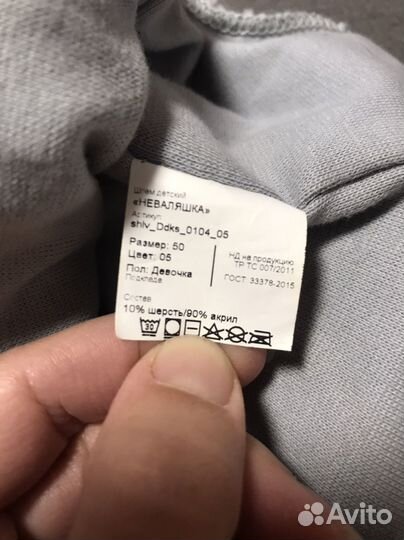 Шлем детский
«НЕВАЛЯШКА»
Артикул:
shlv_Ddks_0104_05
Размер: 50
Цвет: 05
Пол: Девочка
Подклада:
НД на продукцию
ТР ТС 007/2011
ГОСТ 33378-2015
Состав
10% шерсть/90% акрил
30
Avito